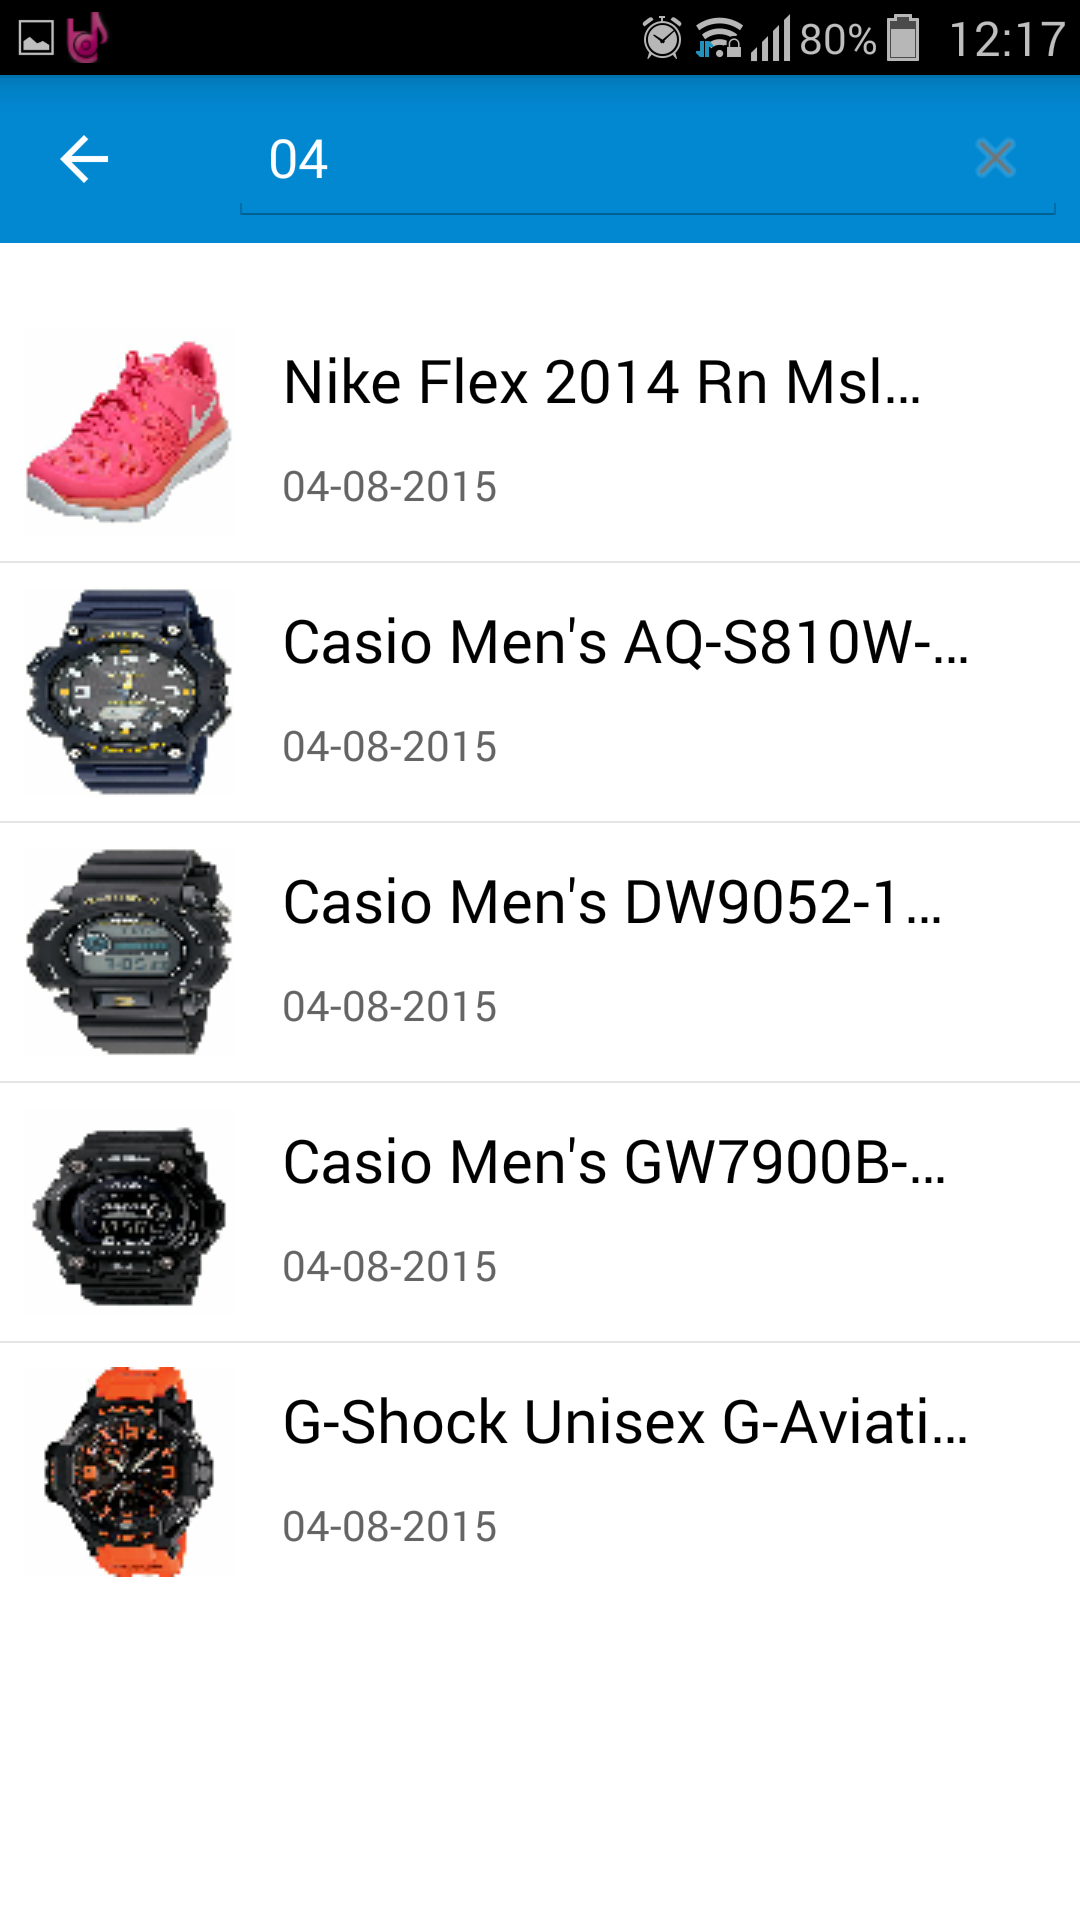 80% 12:17
04
Nike Flex 2014 Rn Msl...
04-08-2015
Casio Men's AQ-S810W-...
04-08-2015
Casio Men's DW9052-1...
04-08-2015
Casio Men's GW7900B-...
04-08-2015
G-Shock Unisex G-Aviati...
04-08-2015